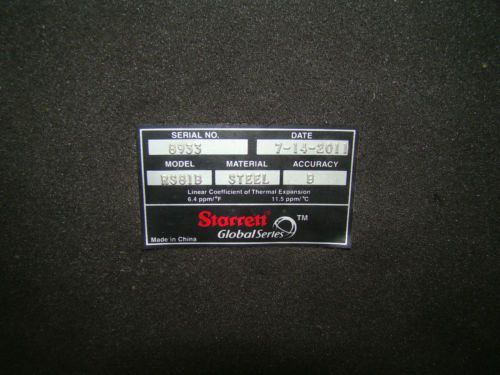 SERIAL NO. DATE
8933 7-14-2011
MODEL MATERIAL ACCURACY
RS81B STEEL B
Linear Coefficient of Thermal Expansion
6.4 ppm/°F 11.5 ppm/°C
Starrett
GlobalSeries TM
Made in China